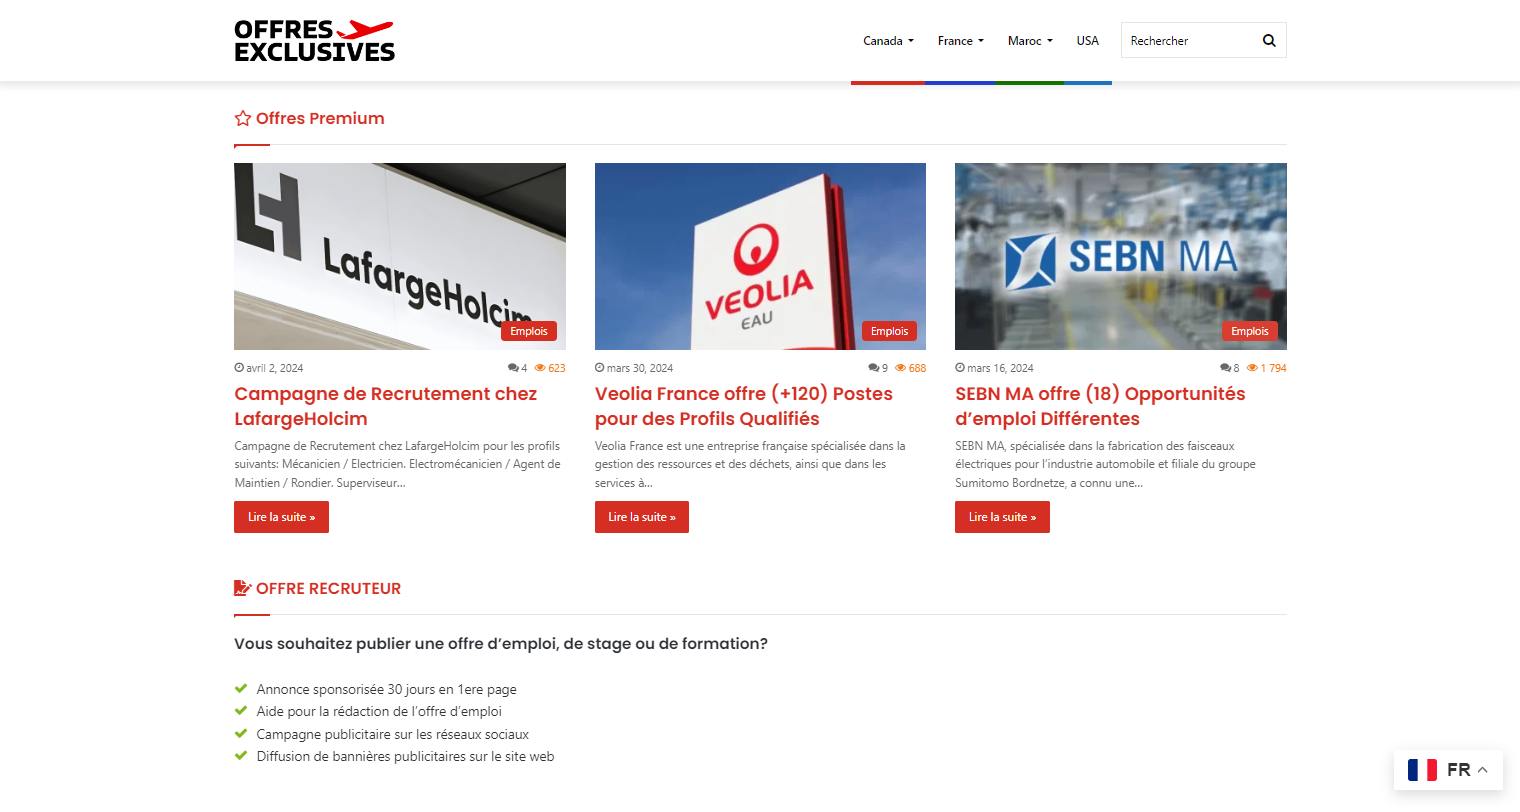 OFFRES
EXCLUSIVES
Canada
France
Maroc
USA
Rechercher
Offres Premium
LafargeHolcim
Emplois
VEOLIA
EAU
Emplois
SEBN MA
Emplois
avril 2, 2024
4
623
Campagne de Recrutement chez
LafargeHolcim
Campagne de Recrutement chez LafargeHolcim pour les profils
suivants: Mécanicien / Electricien. Electromécanicien / Agent de
Maintien / Rondier. Superviseur…
Lire la suite »
mars 30, 2024
9
688
Veolia France offre (+120) Postes
pour des Profils Qualifiés
Veolia France est une entreprise française spécialisée dans la
gestion des ressources et des déchets, ainsi que dans les
services à…
Lire la suite »
mars 16, 2024
8
1 794
SEBN MA offre (18) Opportunités
d’emploi Différentes
SEBN MA, spécialisée dans la fabrication des faisceaux
électriques pour l’industrie automobile et filiale du groupe
Sumitomo Bordnetze, a connu une…
Lire la suite »
OFFRE RECRUTEUR
Vous souhaitez publier une offre d’emploi, de stage ou de formation?
Annonce sponsorisée 30 jours en 1ere page
Aide pour la rédaction de l’offre d’emploi
Campagne publicitaire sur les réseaux sociaux
Diffusion de bannières publicitaires sur le site web
FR